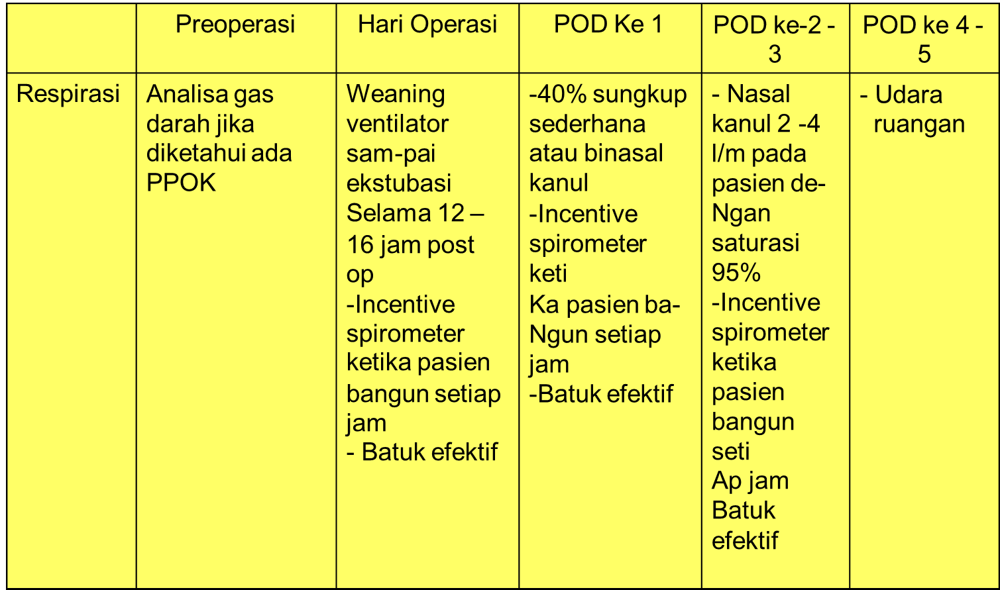 Preoperasi
Hari Operasi
POD Ke 1
POD ke-2 -
3
POD ke 4 -
5
Respirasi
Analisa gas
darah jika
diketahui ada
PPOK
Weaning
ventilator
sam-pai
ekstubasi
Selama 12 –
16 jam post
op
-Incentive
spirometer
ketika pasien
bangun setiap
jam
- Batuk efektif
-40% sungkup
sederhana
atau binasal
kanul
-Incentive
spirometer
keti
Ka pasien ba-
Ngun setiap
jam
-Batuk efektif
- Nasal
kanul 2 -4
l/m pada
pasien de-
Ngan
saturasi
95%
-Incentive
spirometer
ketika
pasien
bangun
seti
Ap jam
Batuk
efektif
- Udara
ruangan